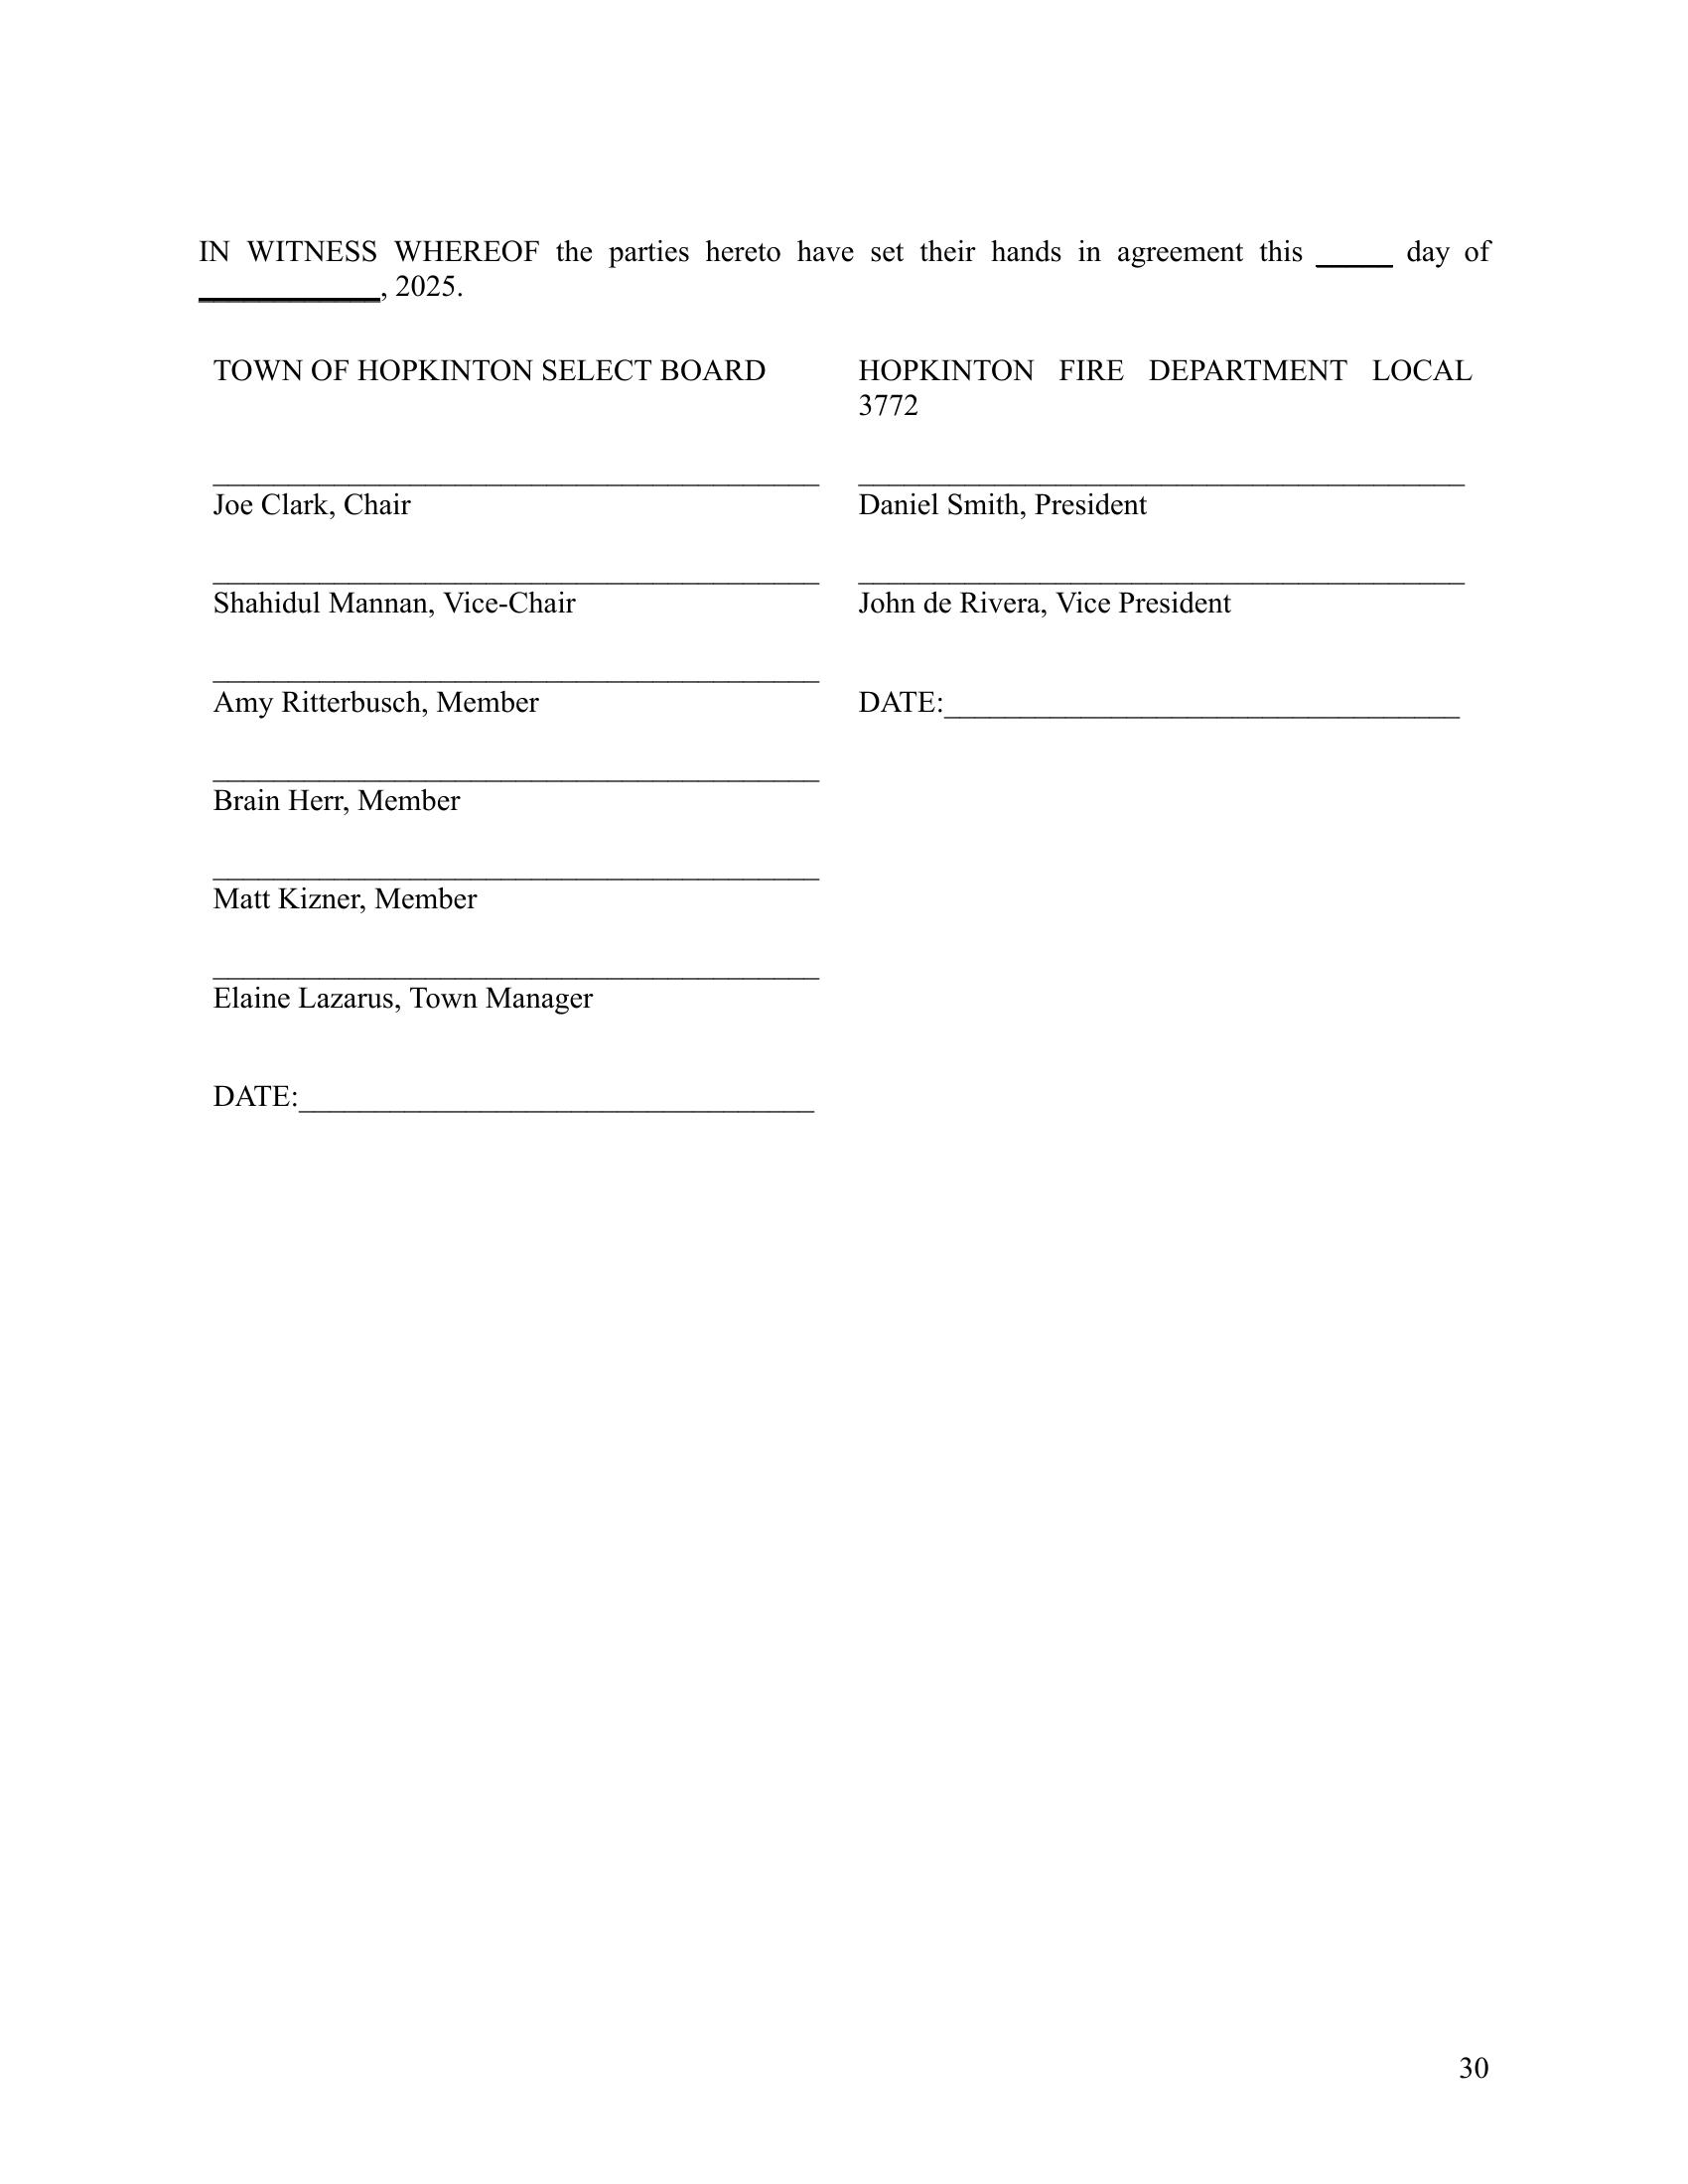 IN WITNESS WHEREOF the parties hereto have set their hands in agreement this _____ day of
____________, 2025.
TOWN OF HOPKINTON SELECT BOARD
________________________________________
Joe Clark, Chair
________________________________________
Shahidul Mannan, Vice-Chair
________________________________________
Amy Ritterbusch, Member
________________________________________
Brain Herr, Member
________________________________________
Matt Kizner, Member
________________________________________
Elaine Lazarus, Town Manager
DATE:__________________________________
HOPKINTON FIRE DEPARTMENT LOCAL
3772
________________________________________
Daniel Smith, President
________________________________________
John de Rivera, Vice President
DATE:__________________________________
30